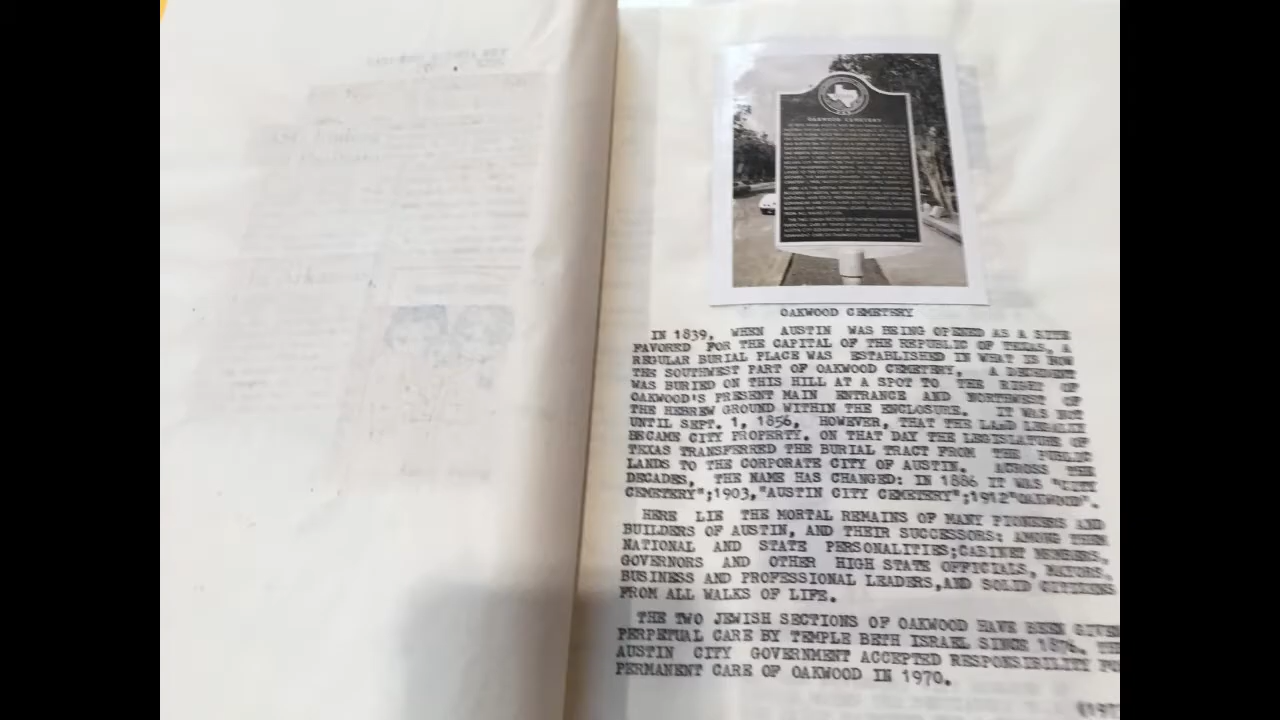 OAKWOOD CEMETERY
OAKWOOD CEMETERY
IN 1839, WHEN AUSTIN WAS BEING OPENED AS A SITE
FAVORED FOR THE CAPITAL OF THE REPUBLIC OF TEXAS, A
REGULAR BURIAL PLACE WAS ESTABLISHED IN WHAT IS NOW
THE SOUTHWEST PART OF OAKWOOD CEMETERY. A DECEDENT
WAS BURIED ON THIS HILL AT A SPOT TO THE RIGHT OF
OAKWOOD'S PRESENT MAIN ENTRANCE AND NORTHWEST OF
THE HEBREW GROUND WITHIN THE ENCLOSURE. IT WAS NOT
UNTIL SEPT. 1, 1856, HOWEVER, THAT THE LAND LEGALLY
BECAME CITY PROPERTY. ON THAT DAY THE LEGISLATURE OF
TEXAS TRANSFERRED THE BURIAL TRACT FROM THE PUBLIC
LANDS TO THE CORPORATE CITY OF AUSTIN. ACROSS THE
DECADES, THE NAME HAS CHANGED: IN 1886 IT WAS "CITY
CEMETERY";1903,"AUSTIN CITY CEMETERY";1912"OAKWOOD".
HERE LIE THE MORTAL REMAINS OF MANY PIONEERS AND
BUILDERS OF AUSTIN, AND THEIR SUCCESSORS: AMONG THEM
NATIONAL AND STATE PERSONALITIES;CABINET MEMBERS,
GOVERNORS AND OTHER HIGH STATE OFFICIALS, MAYORS,
BUSINESS AND PROFESSIONAL LEADERS,AND SOLID CITIZENS
FROM ALL WALKS OF LIFE.
THE TWO JEWISH SECTIONS OF OAKWOOD HAVE BEEN GIVEN
PERPETUAL CARE BY TEMPLE BETH ISRAEL SINCE 1876. THE
AUSTIN CITY GOVERNMENT ACCEPTED RESPONSIBILITY FO
PERMANENT CARE OF OAKWOOD IN 1970.
(197